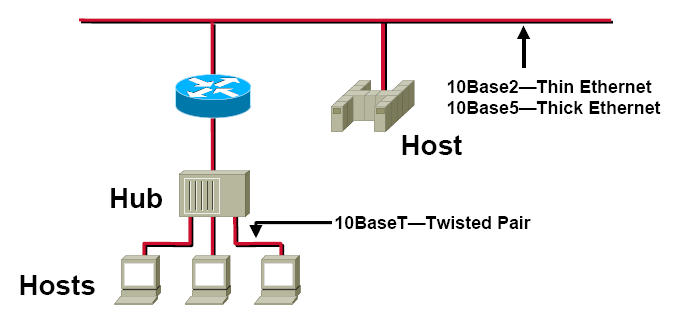 10Base2—Thin Ethernet
10Base5—Thick Ethernet
Host
Hub
10BaseT—Twisted Pair
Hosts